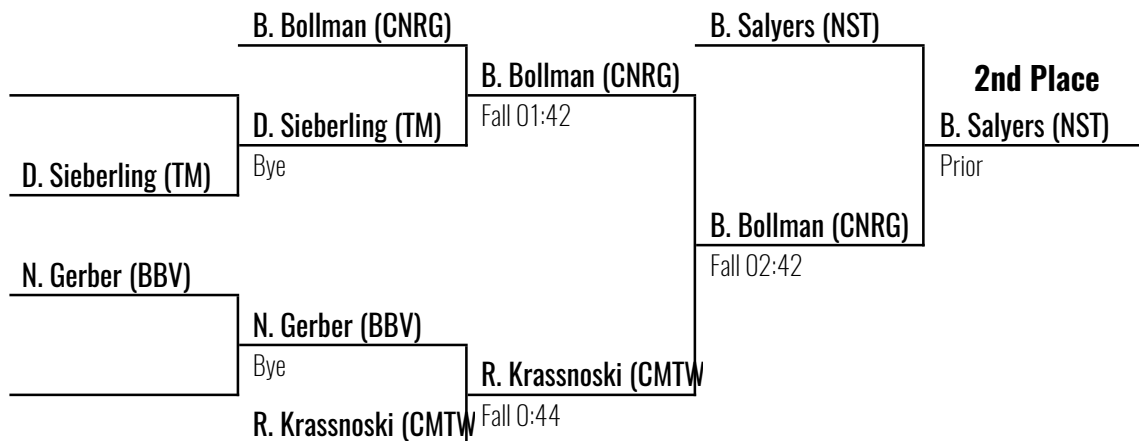 B. Bollman (CNRG)
B. Salyers (NST)
B. Bollman (CNRG)
2nd Place
Fall 01:42
D. Sieberling (TM)
B. Salyers (NST)
Bye
Prior
D. Sieberling (TM)
B. Bollman (CNRG)
Fall 02:42
N. Gerber (BBV)
N. Gerber (BBV)
Bye
R. Krassnoski (CMTW
Fall 0:44
R. Krassnoski (CMTW